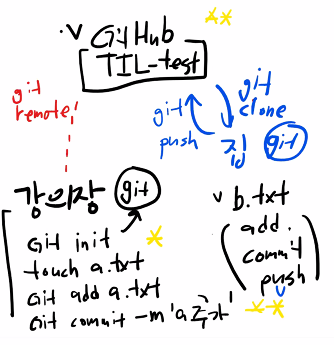 GitHub
TIL-test
git remote
git push
git clone
집 git
강의장 git
Git init
touch a.txt
Git add a.txt
Git commit -m 'a추가'
b.txt
add .
commit
push